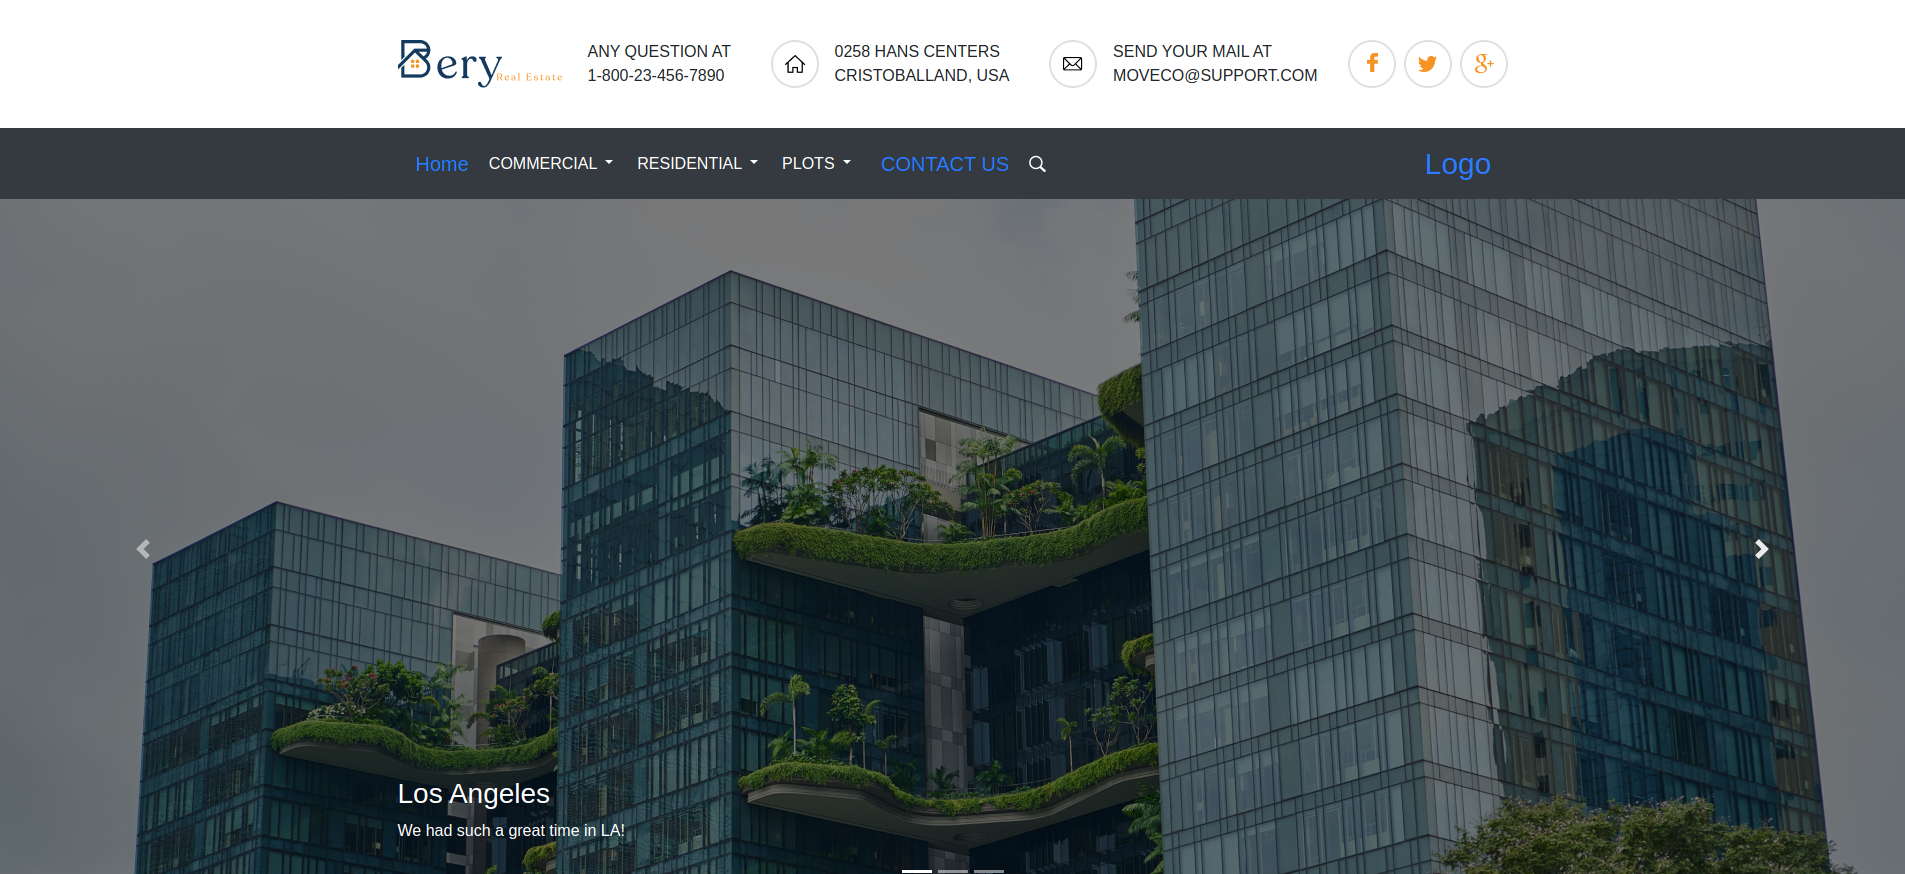 Bery
Real Estate
ANY QUESTION AT
1-800-23-456-7890
0258 HANS CENTERS
CRISTOBALLAND, USA
SEND YOUR MAIL AT
MOVECO@SUPPORT.COM
Home COMMERCIAL RESIDENTIAL PLOTS CONTACT US Logo
Los Angeles
We had such a great time in LA!